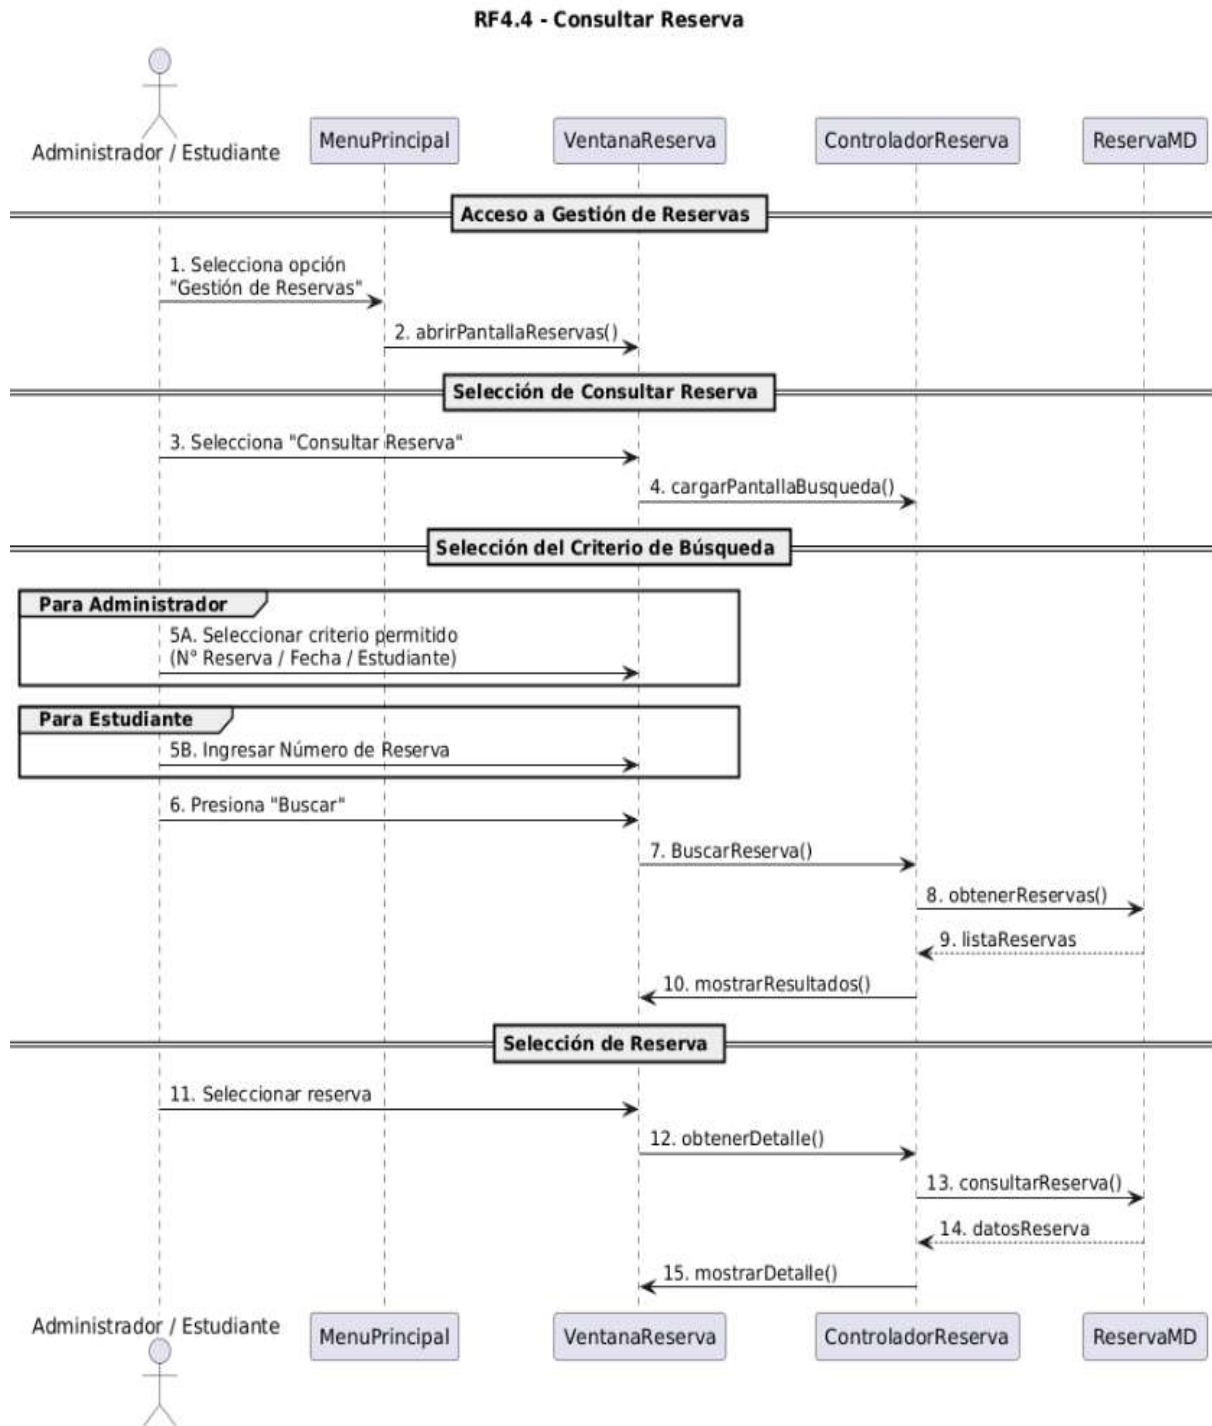 RF4.4 - Consultar Reserva
Administrador / Estudiante
MenuPrincipal
VentanaReserva
ControladorReserva
ReservaMD
Acceso a Gestión de Reservas
1. Selecciona opción
"Gestión de Reservas"
2. abrirPantallaReservas()
Selección de Consultar Reserva
3. Selecciona "Consultar Reserva"
4. cargarPantallaBusqueda()
Selección del Criterio de Búsqueda
Para Administrador
5A. Seleccionar criterio permitido
(N° Reserva / Fecha / Estudiante)
Para Estudiante
5B. Ingresar Número de Reserva
6. Presiona "Buscar"
7. BuscarReserva()
8. obtenerReservas()
9. listaReservas
10. mostrarResultados()
Selección de Reserva
11. Seleccionar reserva
12. obtenerDetalle()
13. consultarReserva()
14. datosReserva
15. mostrarDetalle()
Administrador / Estudiante
MenuPrincipal
VentanaReserva
ControladorReserva
ReservaMD